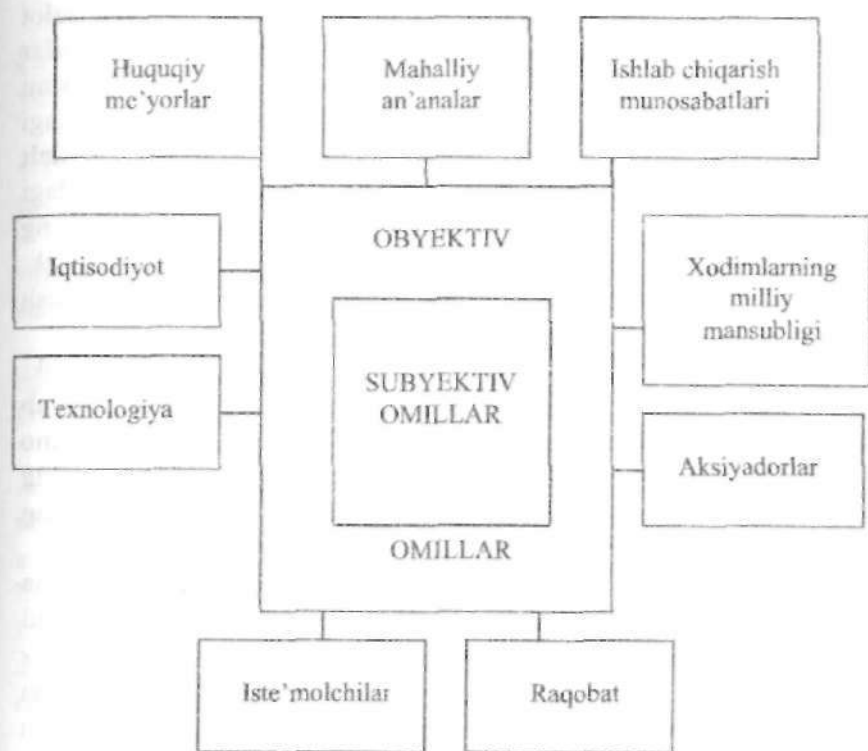 Huquqiy
me'yorlar
Mahalliy
an'analar
Ishlab chiqarish
munosabatlari
OBYEKTIV
Iqtisodiyot
Xodimlarning
milliy
mansubligi
SUBYEKTIV
OMILLAR
Texnologiya
Aksiyadorlar
OMILLAR
Iste'molchilar
Raqobat